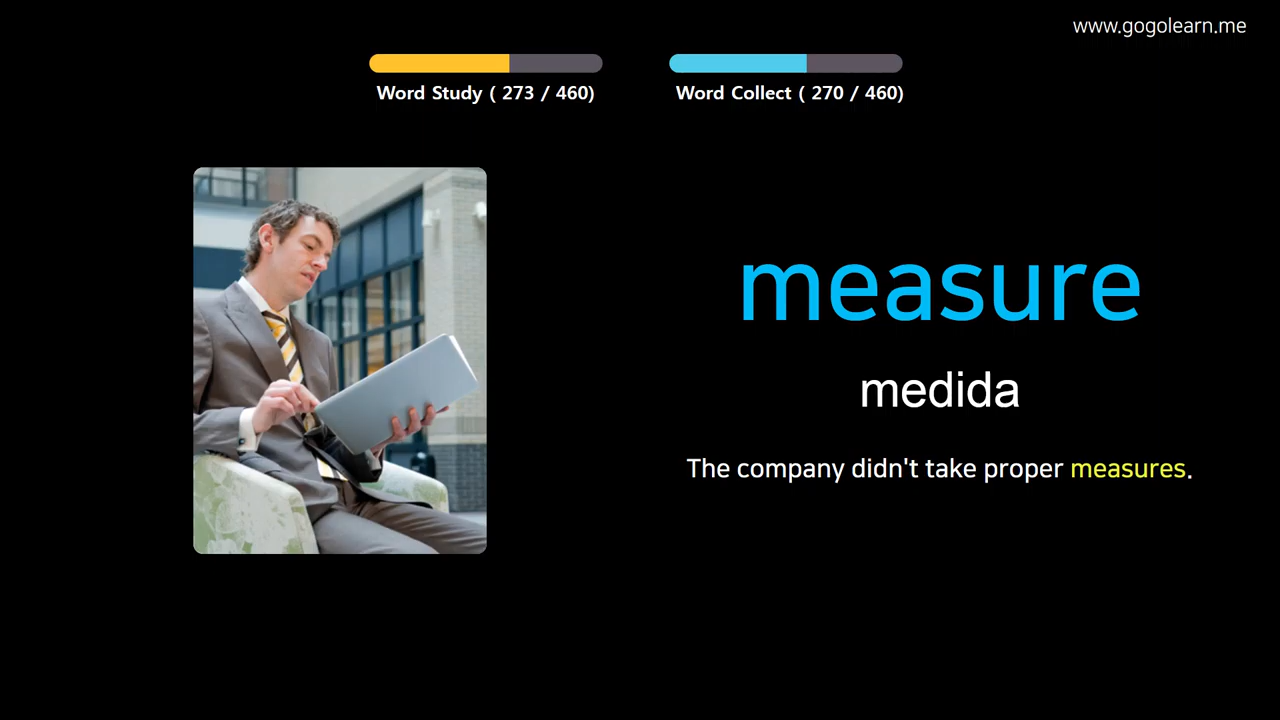 www.gogolearn.me
Word Study ( 273 / 460)
Word Collect ( 270 / 460)
measure
medida
The company didn't take proper measures.